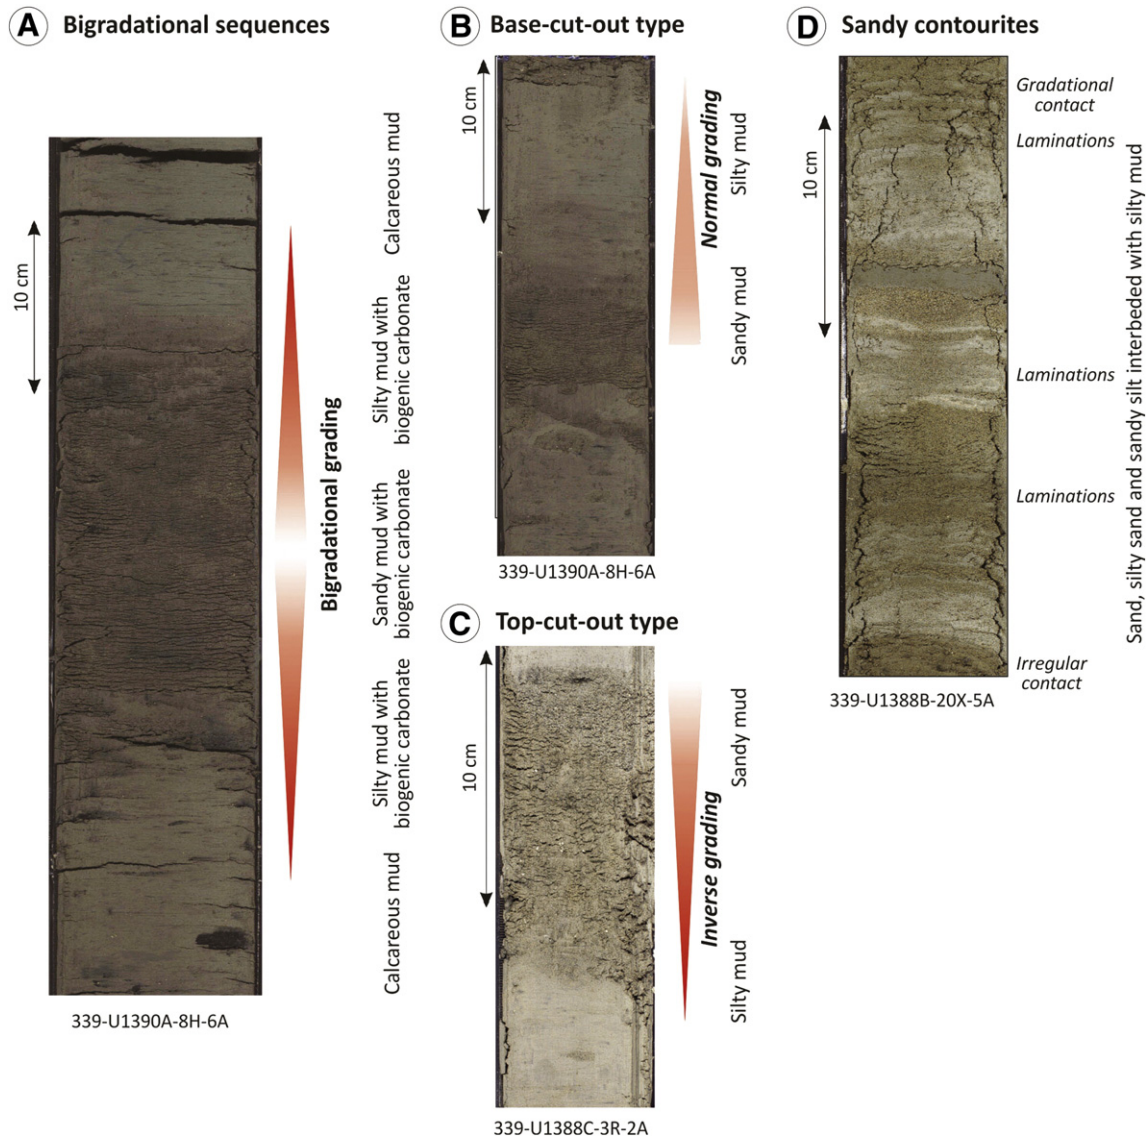 A Bigradational sequences
10 cm
Bigradational grading
Calcareous mud
Silty mud with
biogenic carbonate
Sandy mud with
biogenic carbonate
Silty mud with
biogenic carbonate
Calcareous mud
339-U1390A-8H-6A
B Base-cut-out type
10 cm
Normal grading
Silty mud
Sandy mud
339-U1390A-8H-6A
C Top-cut-out type
10 cm
Inverse grading
Sandy mud
Silty mud
339-U1388C-3R-2A
D Sandy contourites
10 cm
Gradational
contact
Laminations
Laminations
Laminations
Irregular
contact
Sand, silty sand and sandy silt interbeded with silty mud
339-U1388B-20X-5A